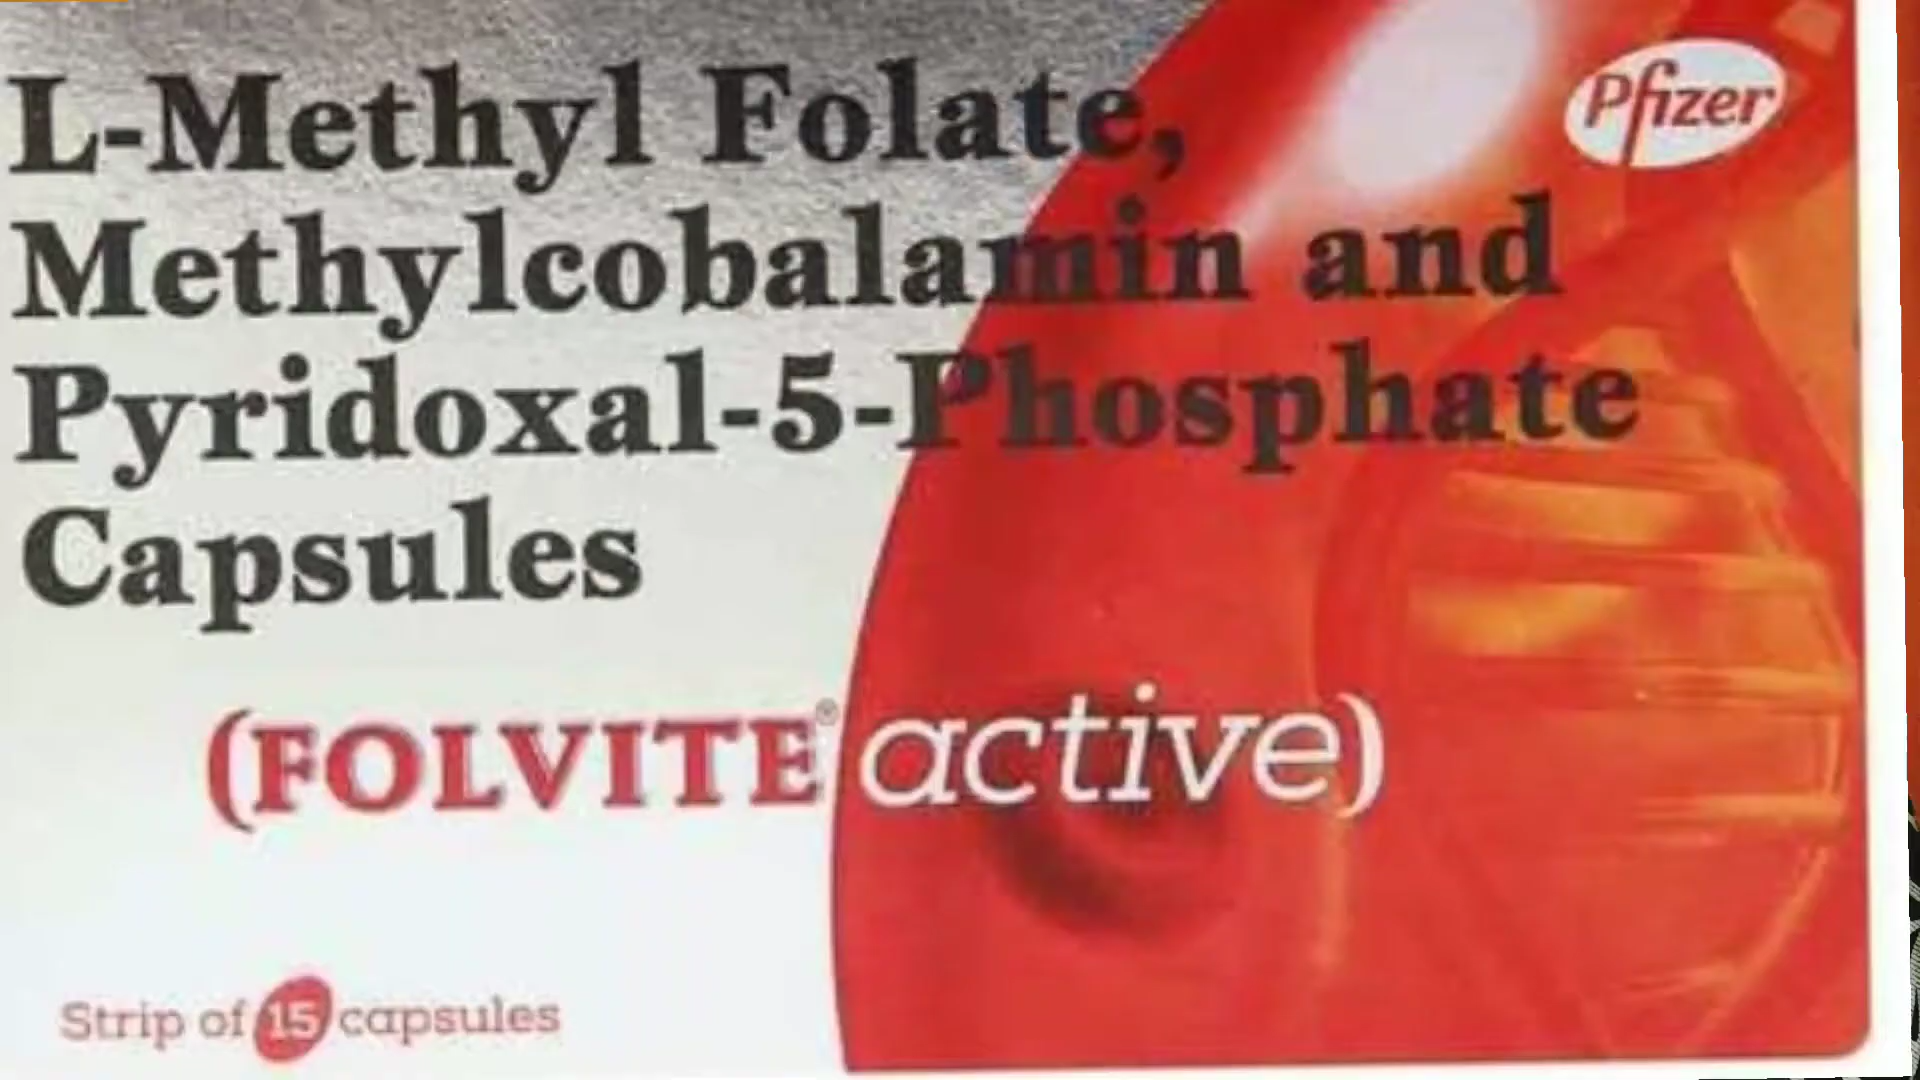 Pfizer
L-Methyl Folate,
Methylcobalamin and
Pyridoxal-5-Phosphate
Capsules
(FOLVITE® active)
Strip of 15 capsules